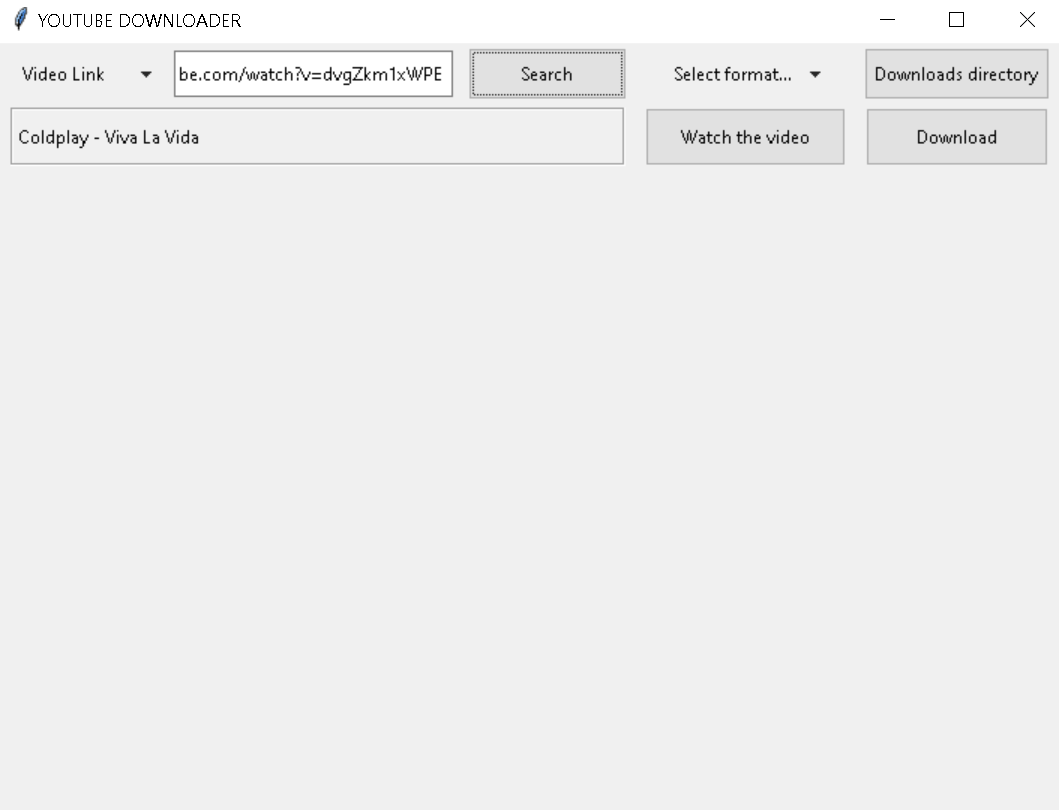 YOUTUBE DOWNLOADER
Video Link be.com/watch?v=dvgZkm1xWPE Search Select format... Downloads directory
Coldplay - Viva La Vida Watch the video Download